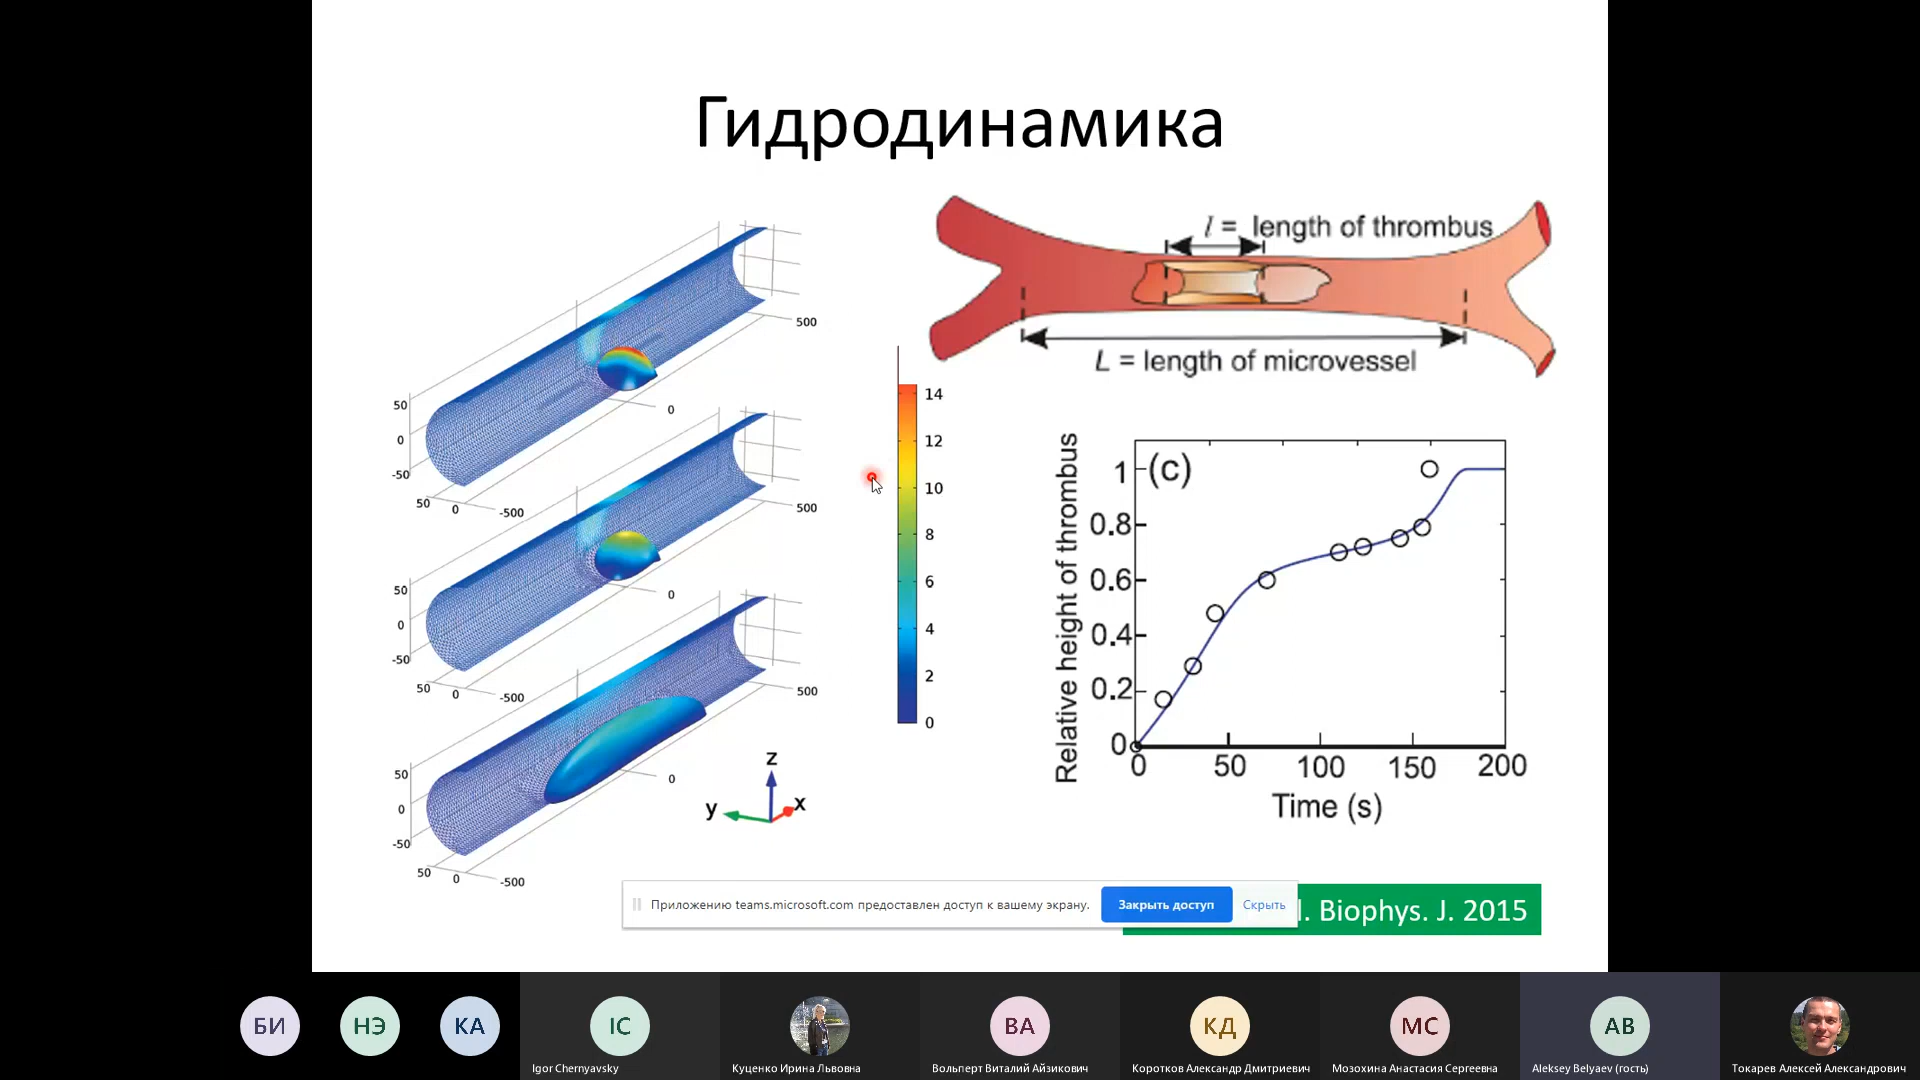 Гидродинамика
500
0
50
0
-50
50
0
-500
500
0
50
0
-50
50
0
-500
500
0
50
0
-50
50
0
-500
z
y
x
14
12
10
8
6
4
2
0
l = length of thrombus
L = length of microvessel
(c)
Relative height of thrombus
1
0.8
0.6
0.4
0.2
0
0 50 100 150 200
Time (s)
Приложению teams.microsoft.com предоставлен доступ к вашему экрану.
Закрыть доступ
Скрыть
l. Biophys. J. 2015
БИ
НЭ
КА
IC
Igor Chernyavsky
Куценко Ирина Львовна
ВА
Вольперт Виталий Айзикович
КД
Коротков Александр Дмитриевич
МС
Мозохина Анастасия Сергеевна
AB
Aleksey Belyaev (гость)
Токарев Алексей Александрович